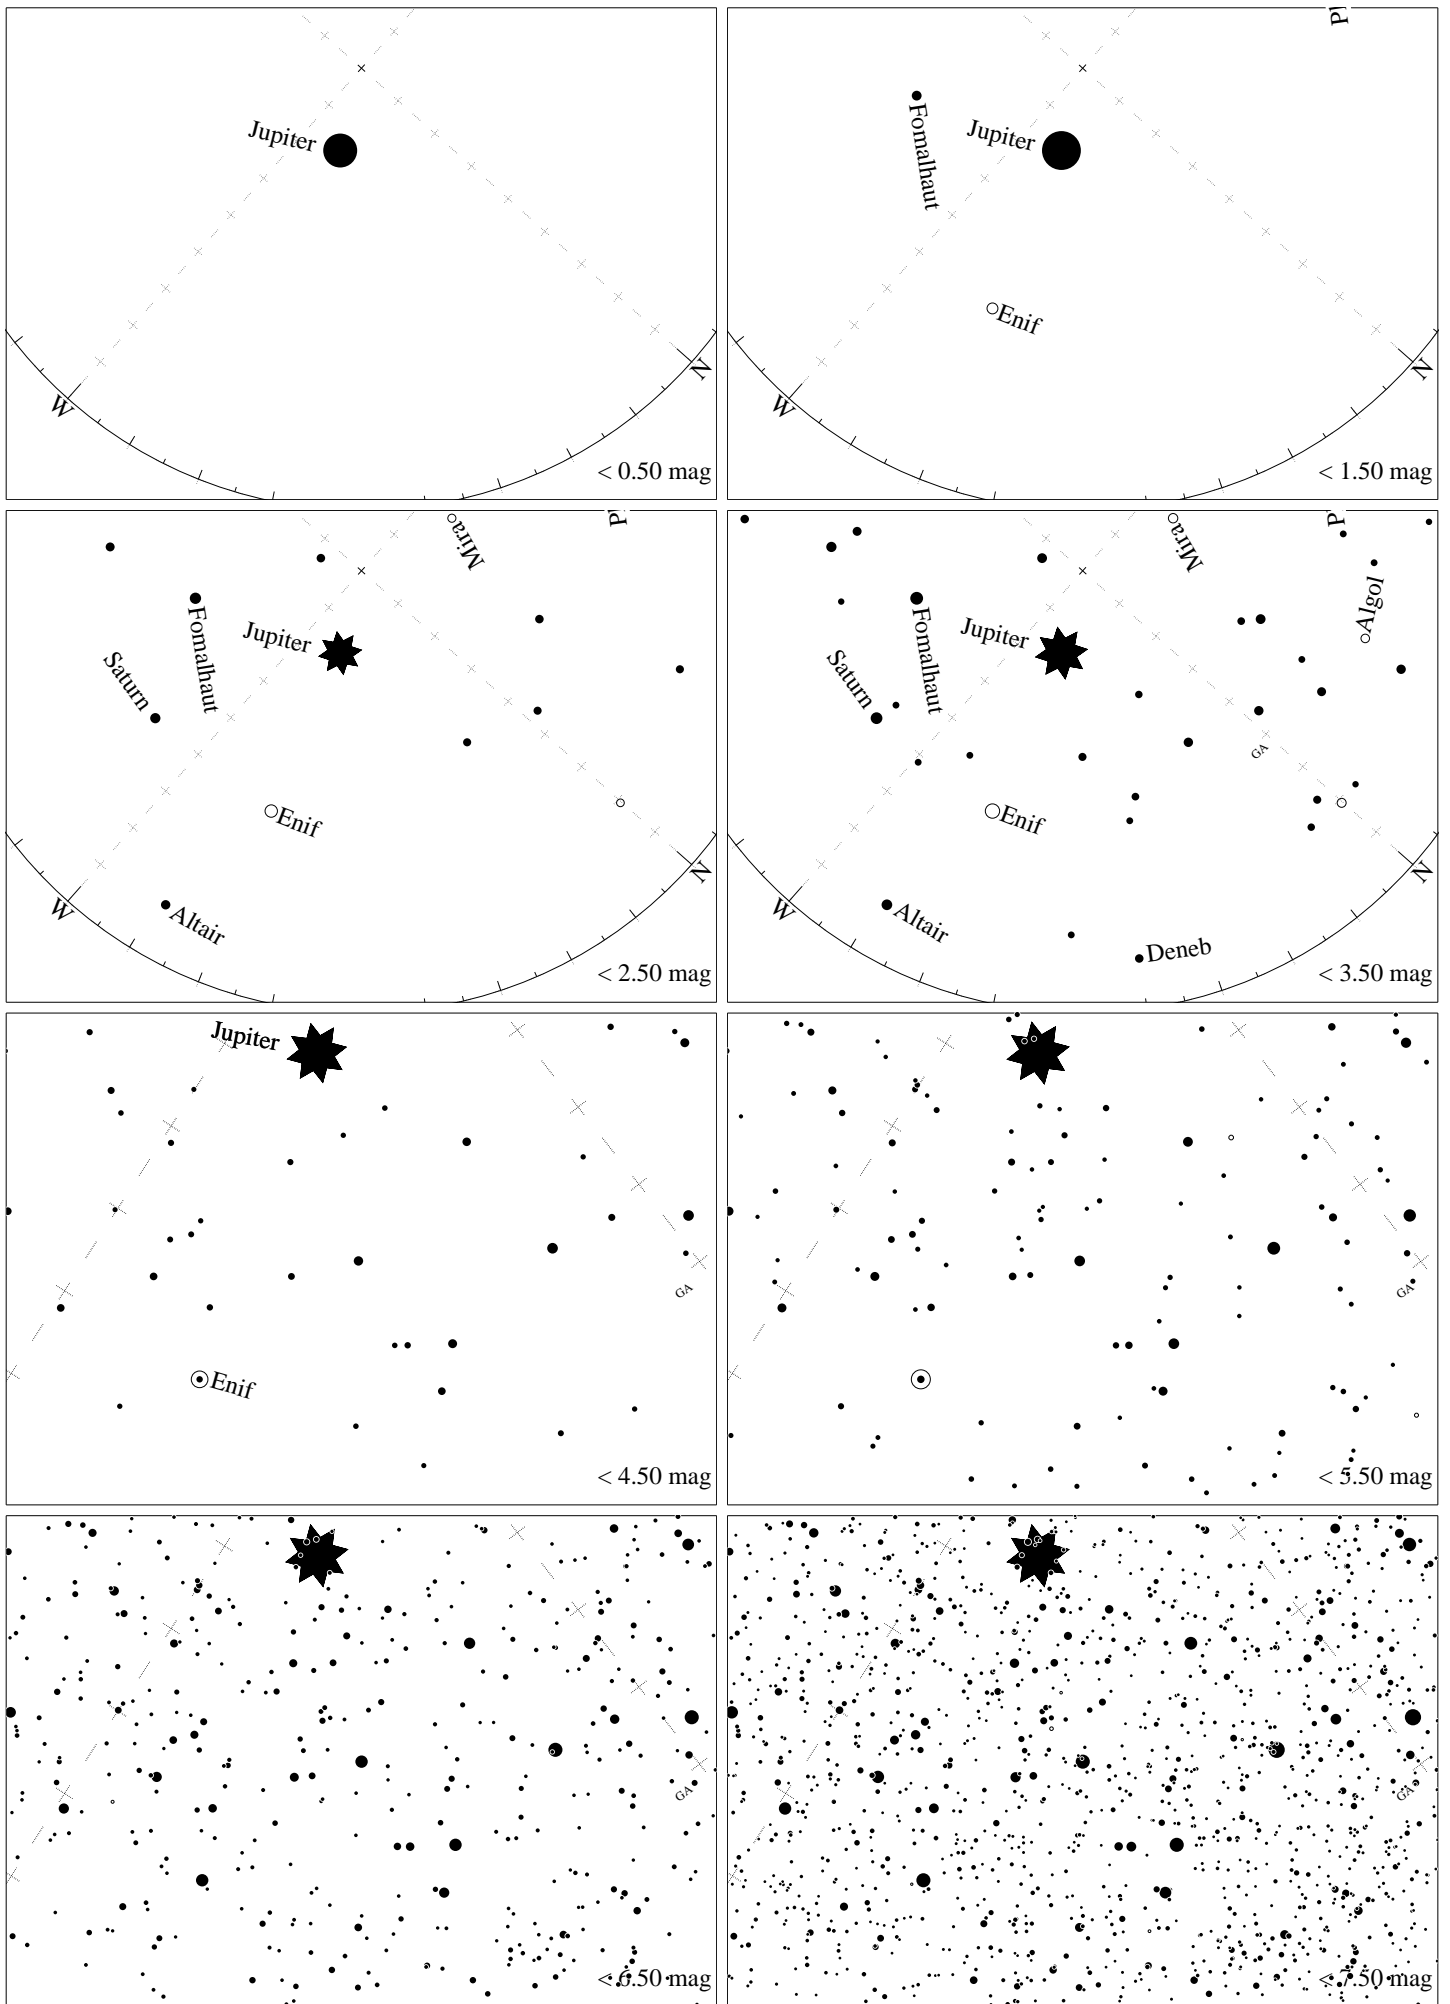 Jupiter
W
N
< 0.50 mag
Fomalhaut
Jupiter
Enif
W
N
< 1.50 mag
Mira
Fomalhaut
Jupiter
Saturn
Enif
Altair
W
N
< 2.50 mag
Mira
Algol
Fomalhaut
Jupiter
Saturn
GA
Enif
Altair
Deneb
W
N
< 3.50 mag
Jupiter
GA
Enif
< 4.50 mag
GA
< 5.50 mag
GA
< 6.50 mag
GA
< 7.50 mag